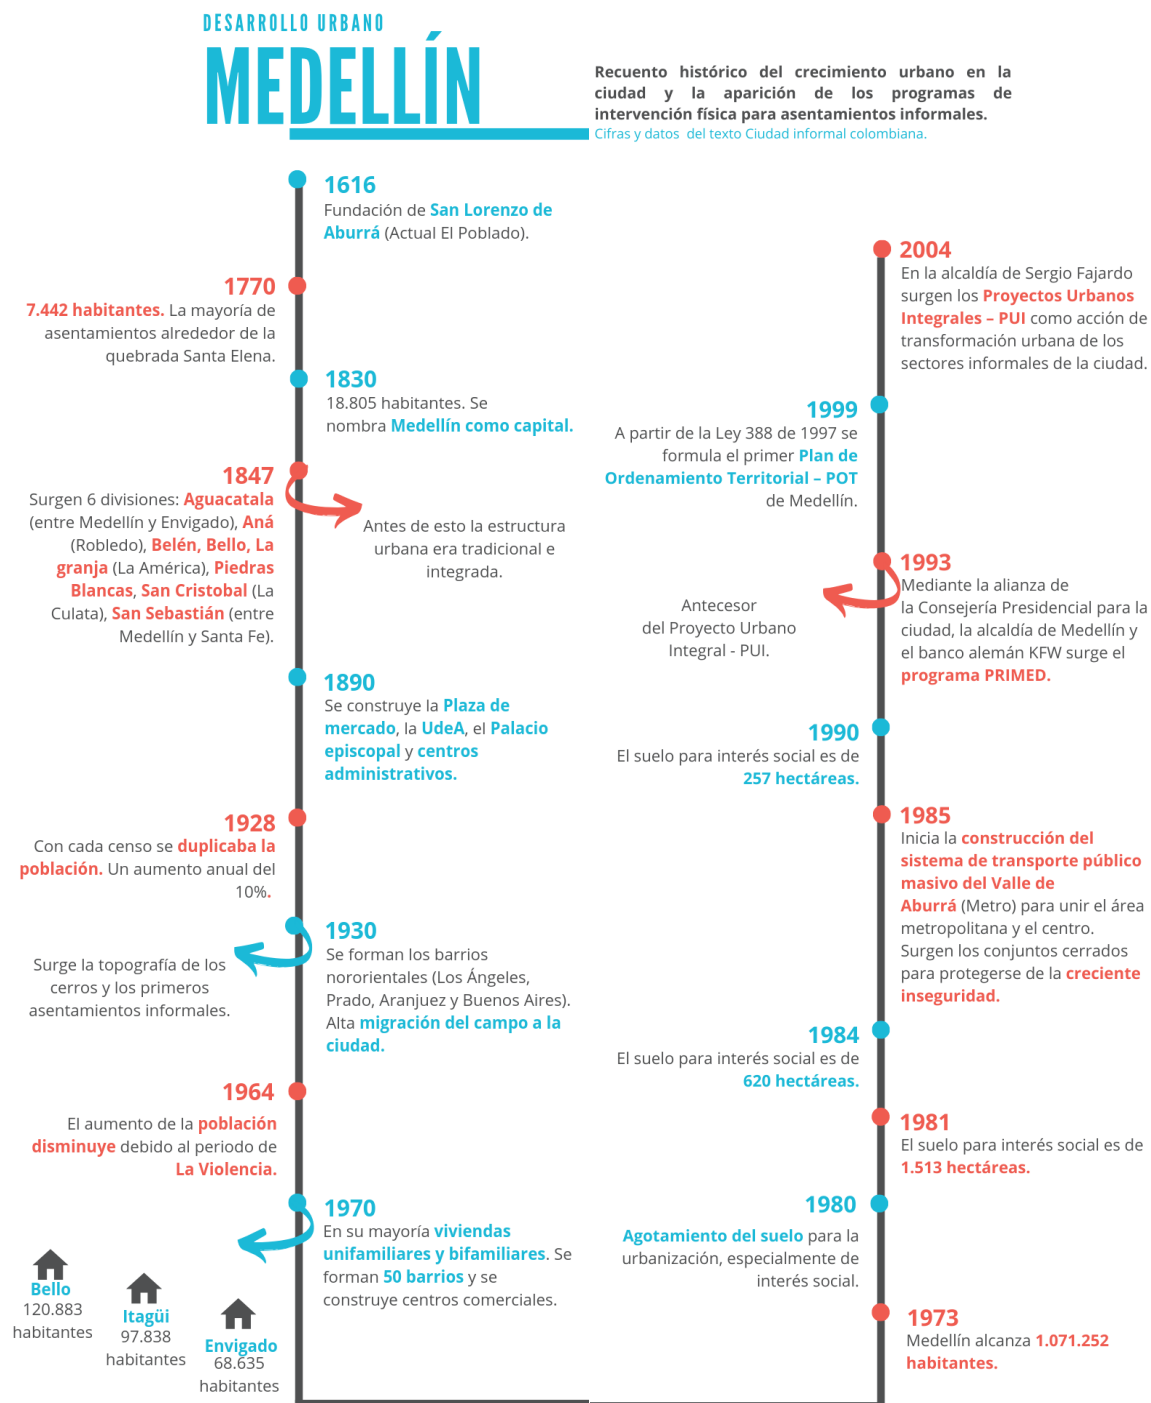 DESARROLLO URBANO
MEDELLÍN
Recuento histórico del crecimiento urbano en la
ciudad y la aparición de los programas de
intervención física para asentamientos informales.
Cifras y datos del texto Ciudad informal colombiana.
1616
Fundación de San Lorenzo de
Aburrá (Actual El Poblado).
1770
7.442 habitantes. La mayoría de
asentamientos alrededor de la
quebrada Santa Elena.
1830
18.805 habitantes. Se
nombra Medellín como capital.
1847
Surgen 6 divisiones: Aguacatala
(entre Medellín y Envigado), Aná
(Robledo), Belén, Bello, La
granja (La América), Piedras
Blancas, San Cristobal (La
Culata), San Sebastián (entre
Medellín y Santa Fe).
Antes de esto la estructura
urbana era tradicional e
integrada.
1890
Se construye la Plaza de
mercado, la UdeA, el Palacio
episcopal y centros
administrativos.
1928
Con cada censo se duplicaba la
población. Un aumento anual del
10%.
1930
Se forman los barrios
nororientales (Los Ángeles,
Prado, Aranjuez y Buenos Aires).
Alta migración del campo a la
ciudad.
Surge la topografía de los
cerros y los primeros
asentamientos informales.
1964
El aumento de la población
disminuye debido al periodo de
La Violencia.
1970
En su mayoría viviendas
unifamiliares y bifamiliares. Se
forman 50 barrios y se
construye centros comerciales.
Bello
120.883
habitantes
Itagüi
97.838
habitantes
Envigado
68.635
habitantes
1973
Medellín alcanza 1.071.252
habitantes.
1980
Agotamiento del suelo para la
urbanización, especialmente de
interés social.
1981
El suelo para interés social es de
1.513 hectáreas.
1984
El suelo para interés social es de
620 hectáreas.
1985
Inicia la construcción del
sistema de transporte público
masivo del Valle de
Aburrá (Metro) para unir el área
metropolitana y el centro.
Surgen los conjuntos cerrados
para protegerse de la creciente
inseguridad.
1990
El suelo para interés social es de
257 hectáreas.
1993
Mediante la alianza de
la Consejería Presidencial para la
ciudad, la alcaldía de Medellín y
el banco alemán KFW surge el
programa PRIMED.
Antecesor
del Proyecto Urbano
Integral - PUI.
1999
A partir de la Ley 388 de 1997 se
formula el primer Plan de
Ordenamiento Territorial – POT
de Medellín.
2004
En la alcaldía de Sergio Fajardo
surgen los Proyectos Urbanos
Integrales – PUI como acción de
transformación urbana de los
sectores informales de la ciudad.